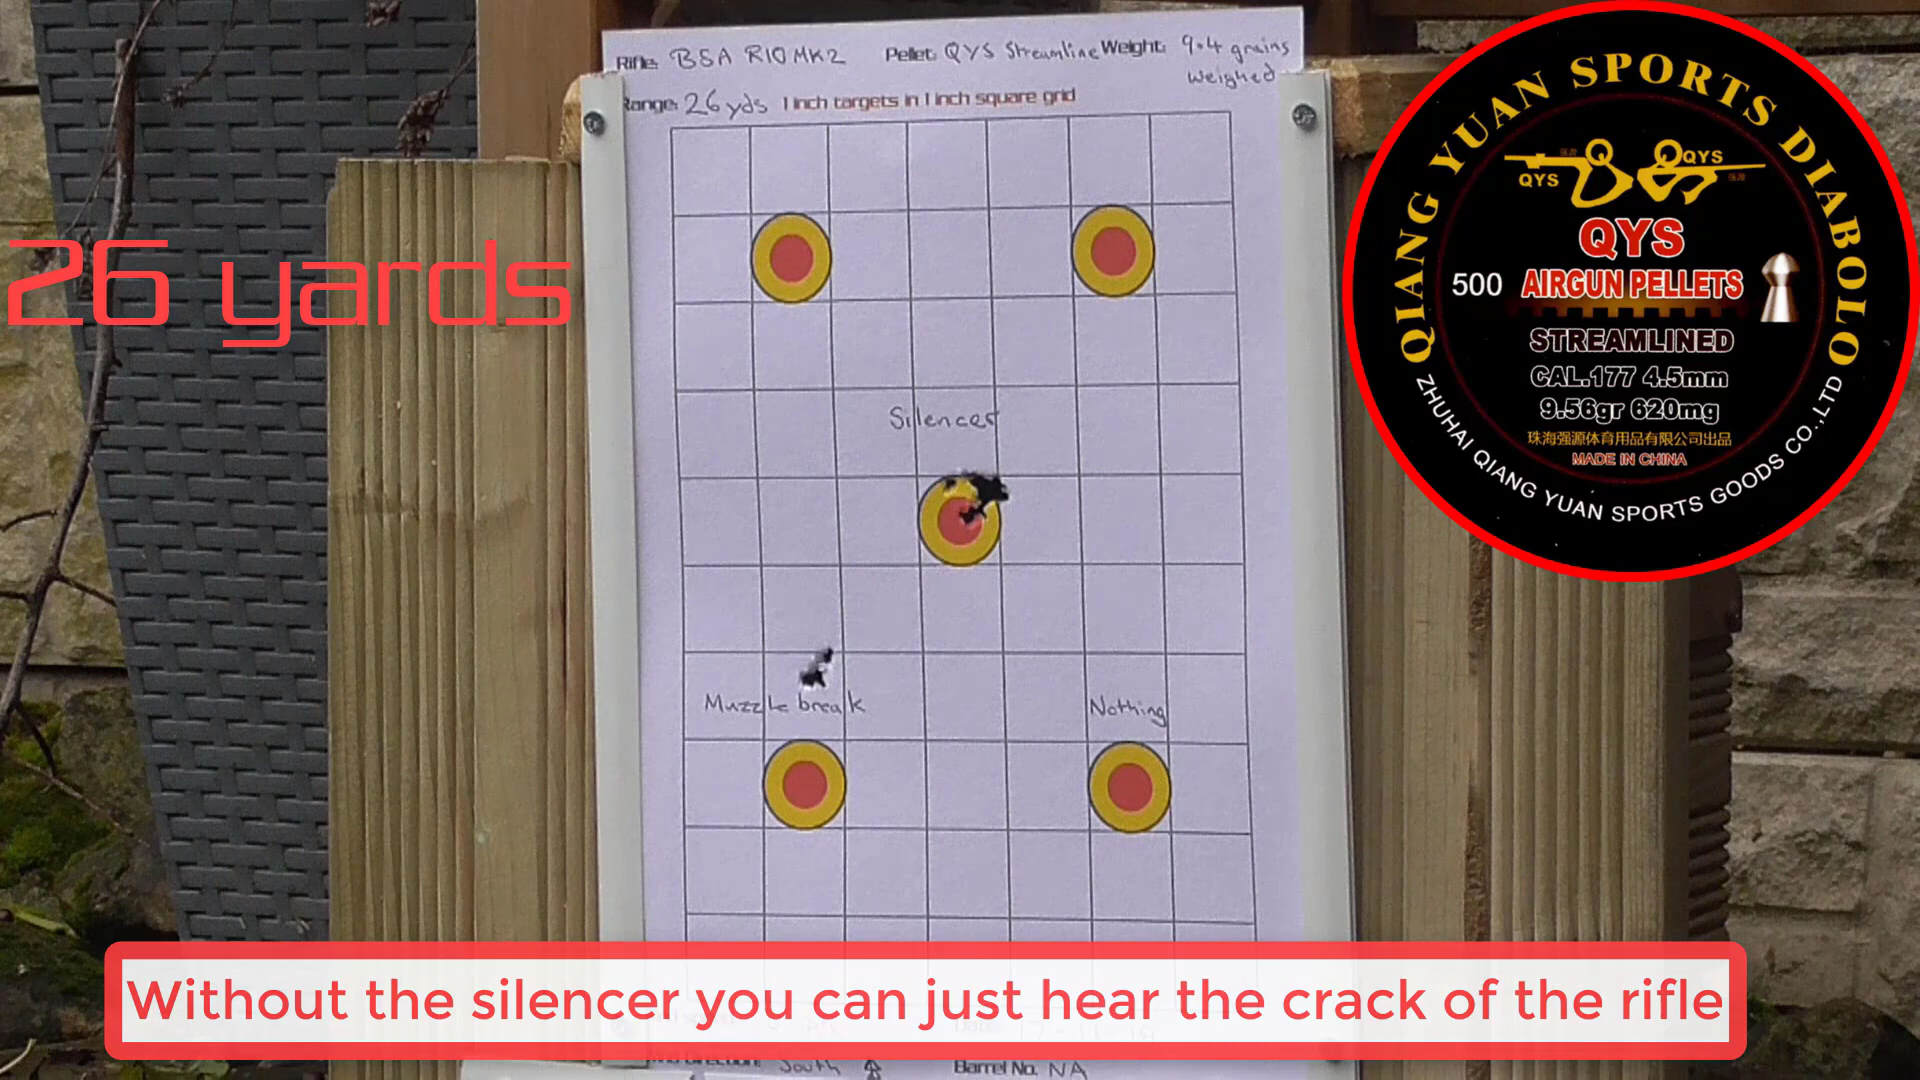 Rifle: BSA R10 MK2 Pellet: QYS Streamline Weight: 9.4 grains
weighed
Range: 26 yds 1 inch targets in 1 inch square grid
26 yards
Silencer
Muzzle break
Nothing
QIANG YUAN SPORTS DIABOLO
QYS
QYS
QYS
500 AIRGUN PELLETS
STREAMLINED
CAL.177 4.5mm
9.56gr 620mg
珠海强源体育用品有限公司出品
MADE IN CHINA
ZHUHAI QIANG YUAN SPORTS GOODS CO.,LTD
Without the silencer you can just hear the crack of the rifle
Direction: South Barrel No. NA